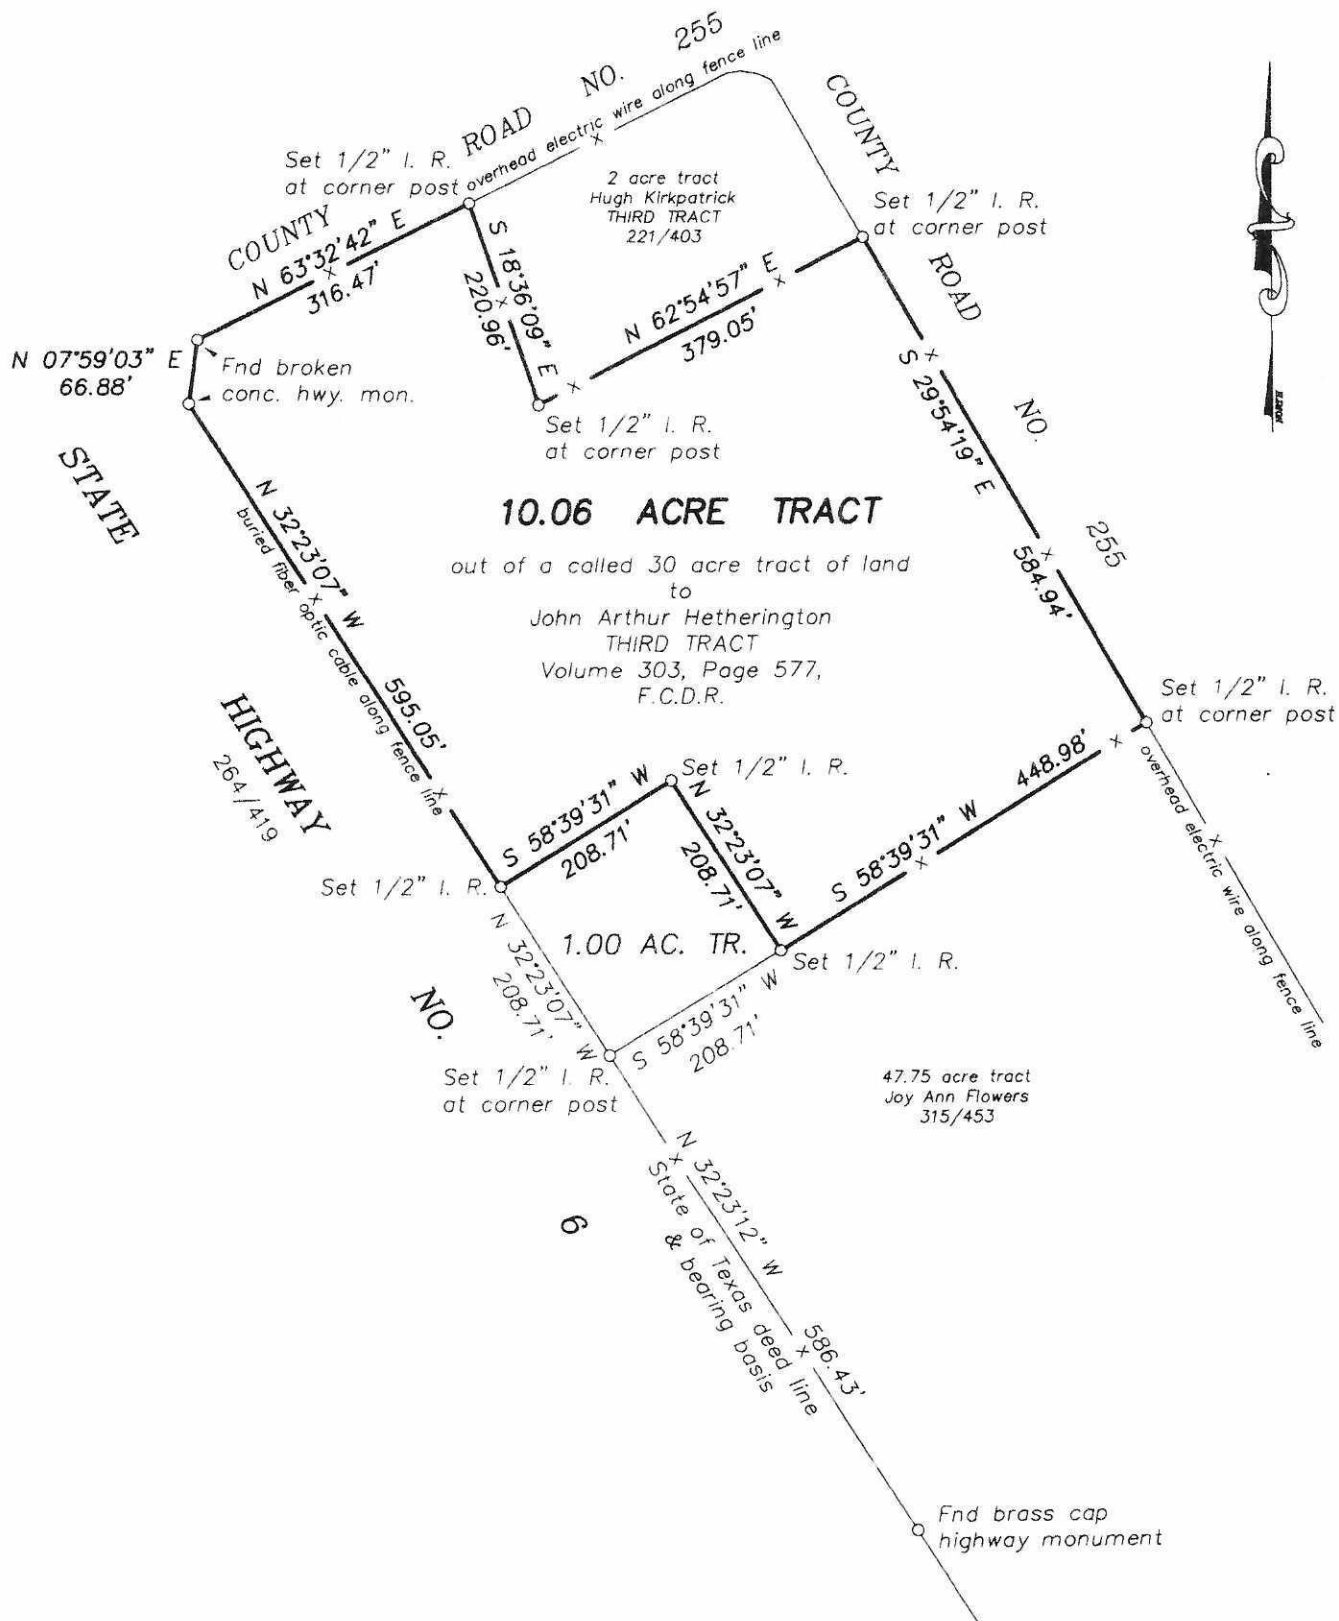 COUNTY ROAD NO. 255
overhead electric wire along fence line
COUNTY ROAD NO. 255
Set 1/2" I. R.
at corner post
2 acre tract
Hugh Kirkpatrick
THIRD TRACT
221/403
Set 1/2" I. R.
at corner post
N 63°32'42" E
316.47'
S 18°36'09" E
220.96'
N 62°54'57" E
379.05'
N 07°59'03" E
66.88'
Fnd broken
conc. hwy. mon.
Set 1/2" I. R.
at corner post
S 29°54'19" E
584.94'
NORTH
STATE HIGHWAY NO. 6
264/419
N 32°23'07" W
595.05'
buried fiber optic cable along fence line
10.06 ACRE TRACT
out of a called 30 acre tract of land
to
John Arthur Hetherington
THIRD TRACT
Volume 303, Page 577,
F.C.D.R.
Set 1/2" I. R.
at corner post
Set 1/2" I. R.
S 58°39'31" W
208.71'
N 32°23'07" W
208.71'
S 58°39'31" W
448.98'
overhead electric wire along fence line
Set 1/2" I. R.
1.00 AC. TR.
Set 1/2" I. R.
N 32°23'07" W
208.71'
S 58°39'31" W
208.71'
Set 1/2" I. R.
at corner post
47.75 acre tract
Joy Ann Flowers
315/453
N 32°23'12" W
586.43'
State of Texas deed line
& bearing basis
Fnd brass cap
highway monument